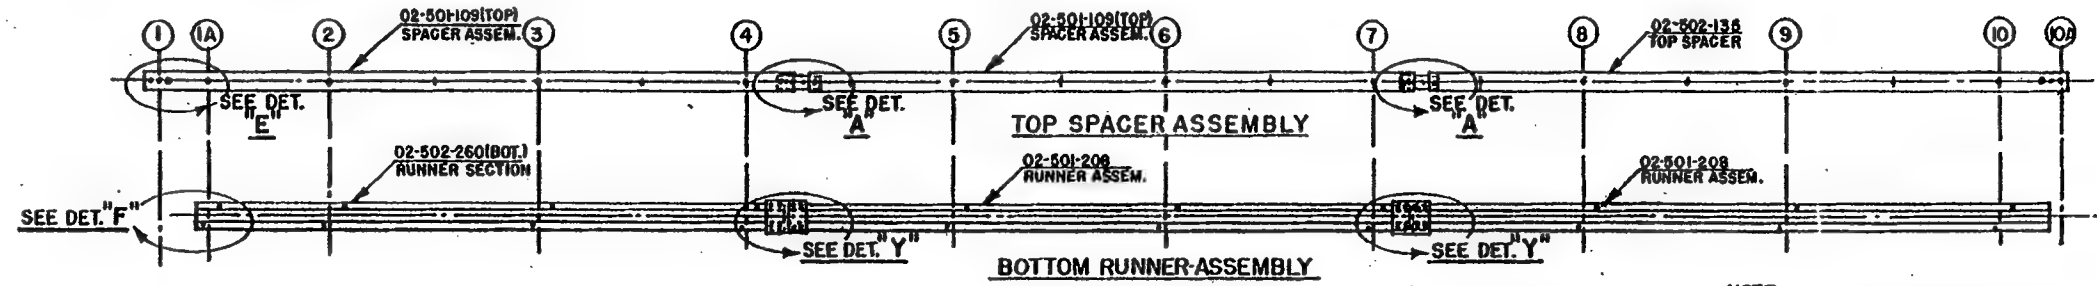 1 1A 2 3 4 5 6 7 8 9 10 10A
02-501-109(TOP)
SPACER ASSEM.
02-501-109(TOP)
SPACER ASSEM.
02-502-136
TOP SPACER
SEE DET.
"E"
SEE DET.
"A"
SEE DET.
"A"
TOP SPACER ASSEMBLY
02-502-260(BOT.)
RUNNER SECTION
02-501-208
RUNNER ASSEM.
02-501-208
RUNNER ASSEM.
SEE DET. "F"
SEE DET. "Y"
SEE DET. "Y"
BOTTOM RUNNER-ASSEMBLY